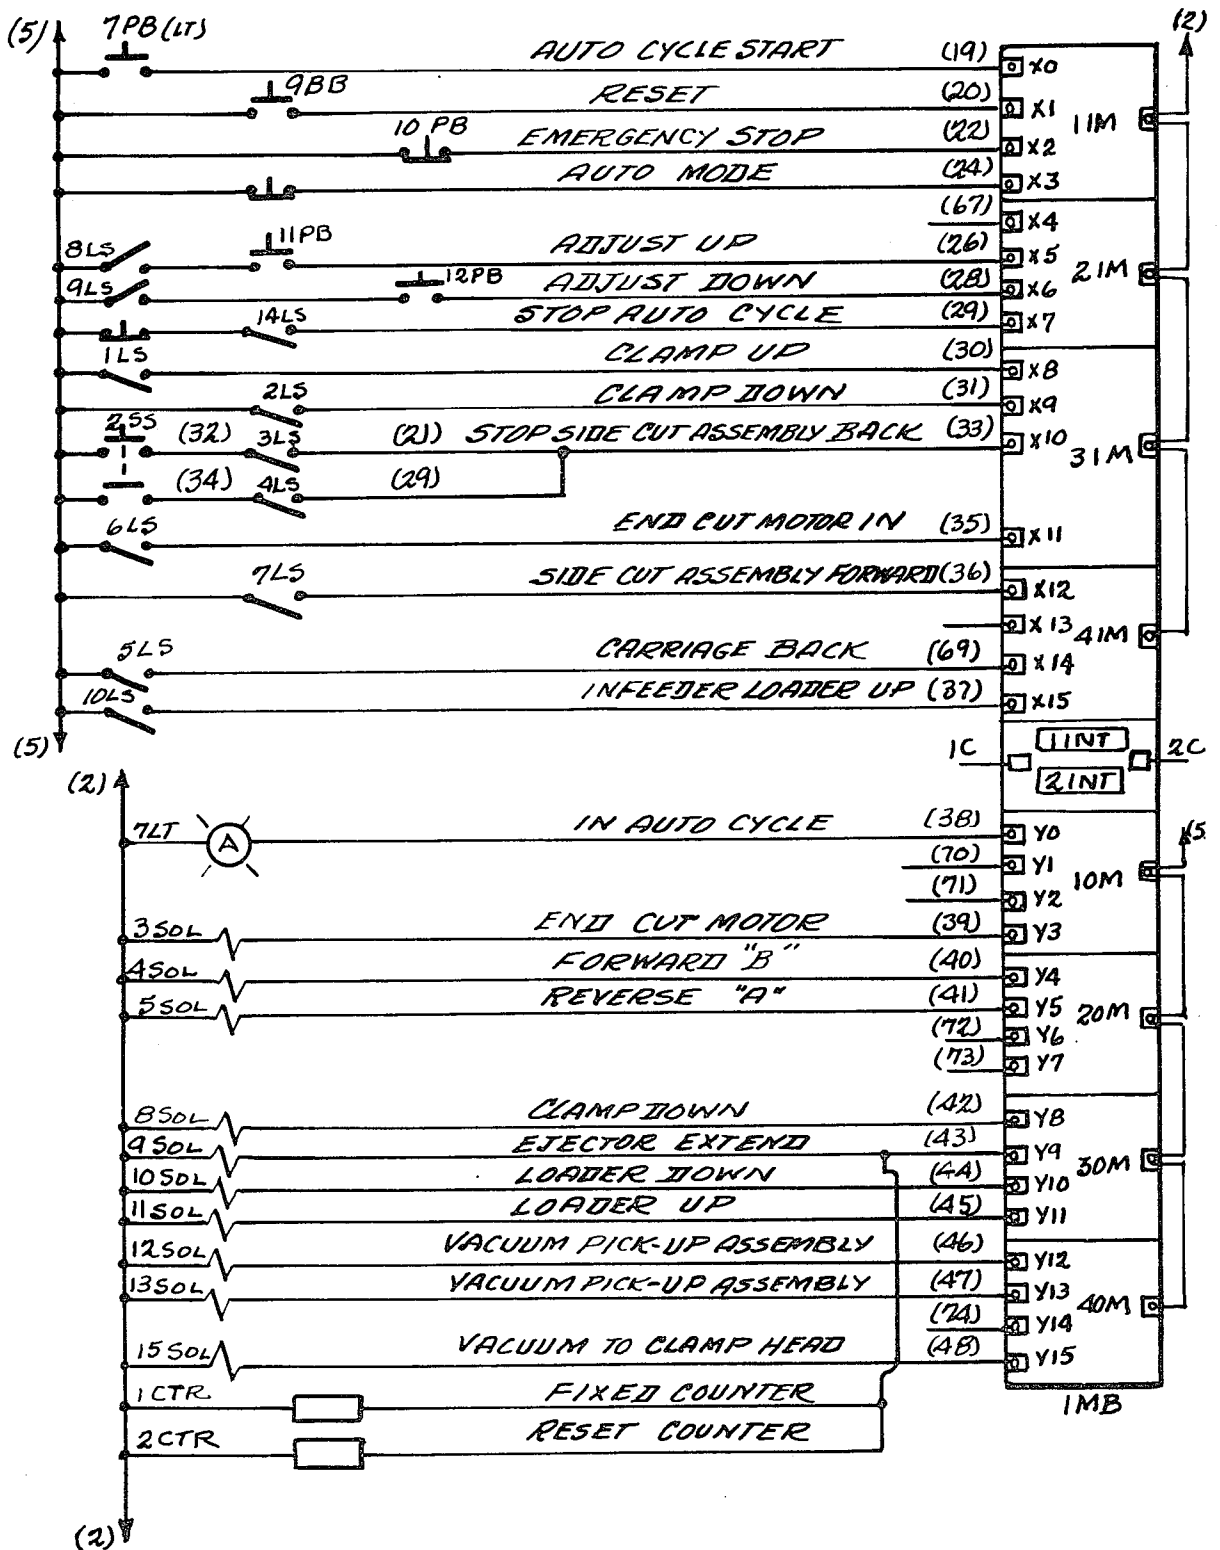 (5) 7PB (LT) (2)
AUTO CYCLE START (19) X0
9BB RESET (20) X1 11M
10 PB EMERGENCY STOP (22) X2
AUTO MODE (24) X3
(67) X4
8LS 11PB ADJUST UP (26) X5 21M
9LS 12PB ADJUST DOWN (28) X6
14LS STOP AUTO CYCLE (29) X7
1LS CLAMP UP (30) X8
2LS CLAMP DOWN (31) X9
2SS (32) 3LS (21) STOP SIDE CUT ASSEMBLY BACK (33) X10 31M
(34) 4LS (29)
6LS END CUT MOTOR IN (35) X11
7LS SIDE CUT ASSEMBLY FORWARD (36) X12
X13 41M
5LS CARRIAGE BACK (69) X14
10LS INFEEDER LOADER UP (37) X15
(5) 1C 11NT 2C
21NT
(2)
7LT A IN AUTO CYCLE (38) Y0 (5
(70) Y1 10M
(71) Y2
3SOL END CUT MOTOR (39) Y3
4SOL FORWARD "B" (40) Y4
5SOL REVERSE "A" (41) Y5 20M
(72) Y6
(73) Y7
8SOL CLAMP DOWN (42) Y8
9SOL EJECTOR EXTEND (43) Y9 30M
10SOL LOADER DOWN (44) Y10
11SOL LOADER UP (45) Y11
12SOL VACUUM PICK-UP ASSEMBLY (46) Y12
13SOL VACUUM PICK-UP ASSEMBLY (47) Y13 40M
(74) Y14
15SOL VACUUM TO CLAMP HEAD (48) Y15
1CTR FIXED COUNTER 1MB
2CTR RESET COUNTER
(2)